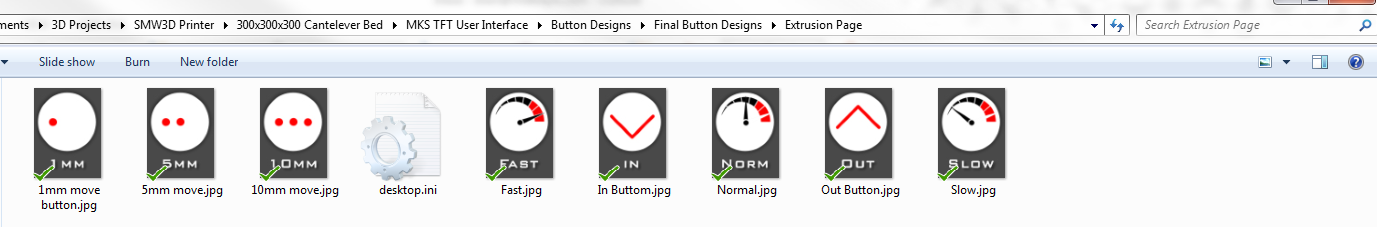 ments ▸ 3D Projects ▸ SMW3D Printer ▸ 300x300x300 Cantelever Bed ▸ MKS TFT User Interface ▸ Button Designs ▸ Final Button Designs ▸ Extrusion Page
Search Extrusion Page
Slide show Burn New folder
1MM 5MM 10MM FAST IN NORM OUT SLOW
1mm move 5mm move.jpg 10mm move.jpg desktop.ini Fast.jpg In Buttom.jpg Normal.jpg Out Button.jpg Slow.jpg
button.jpg